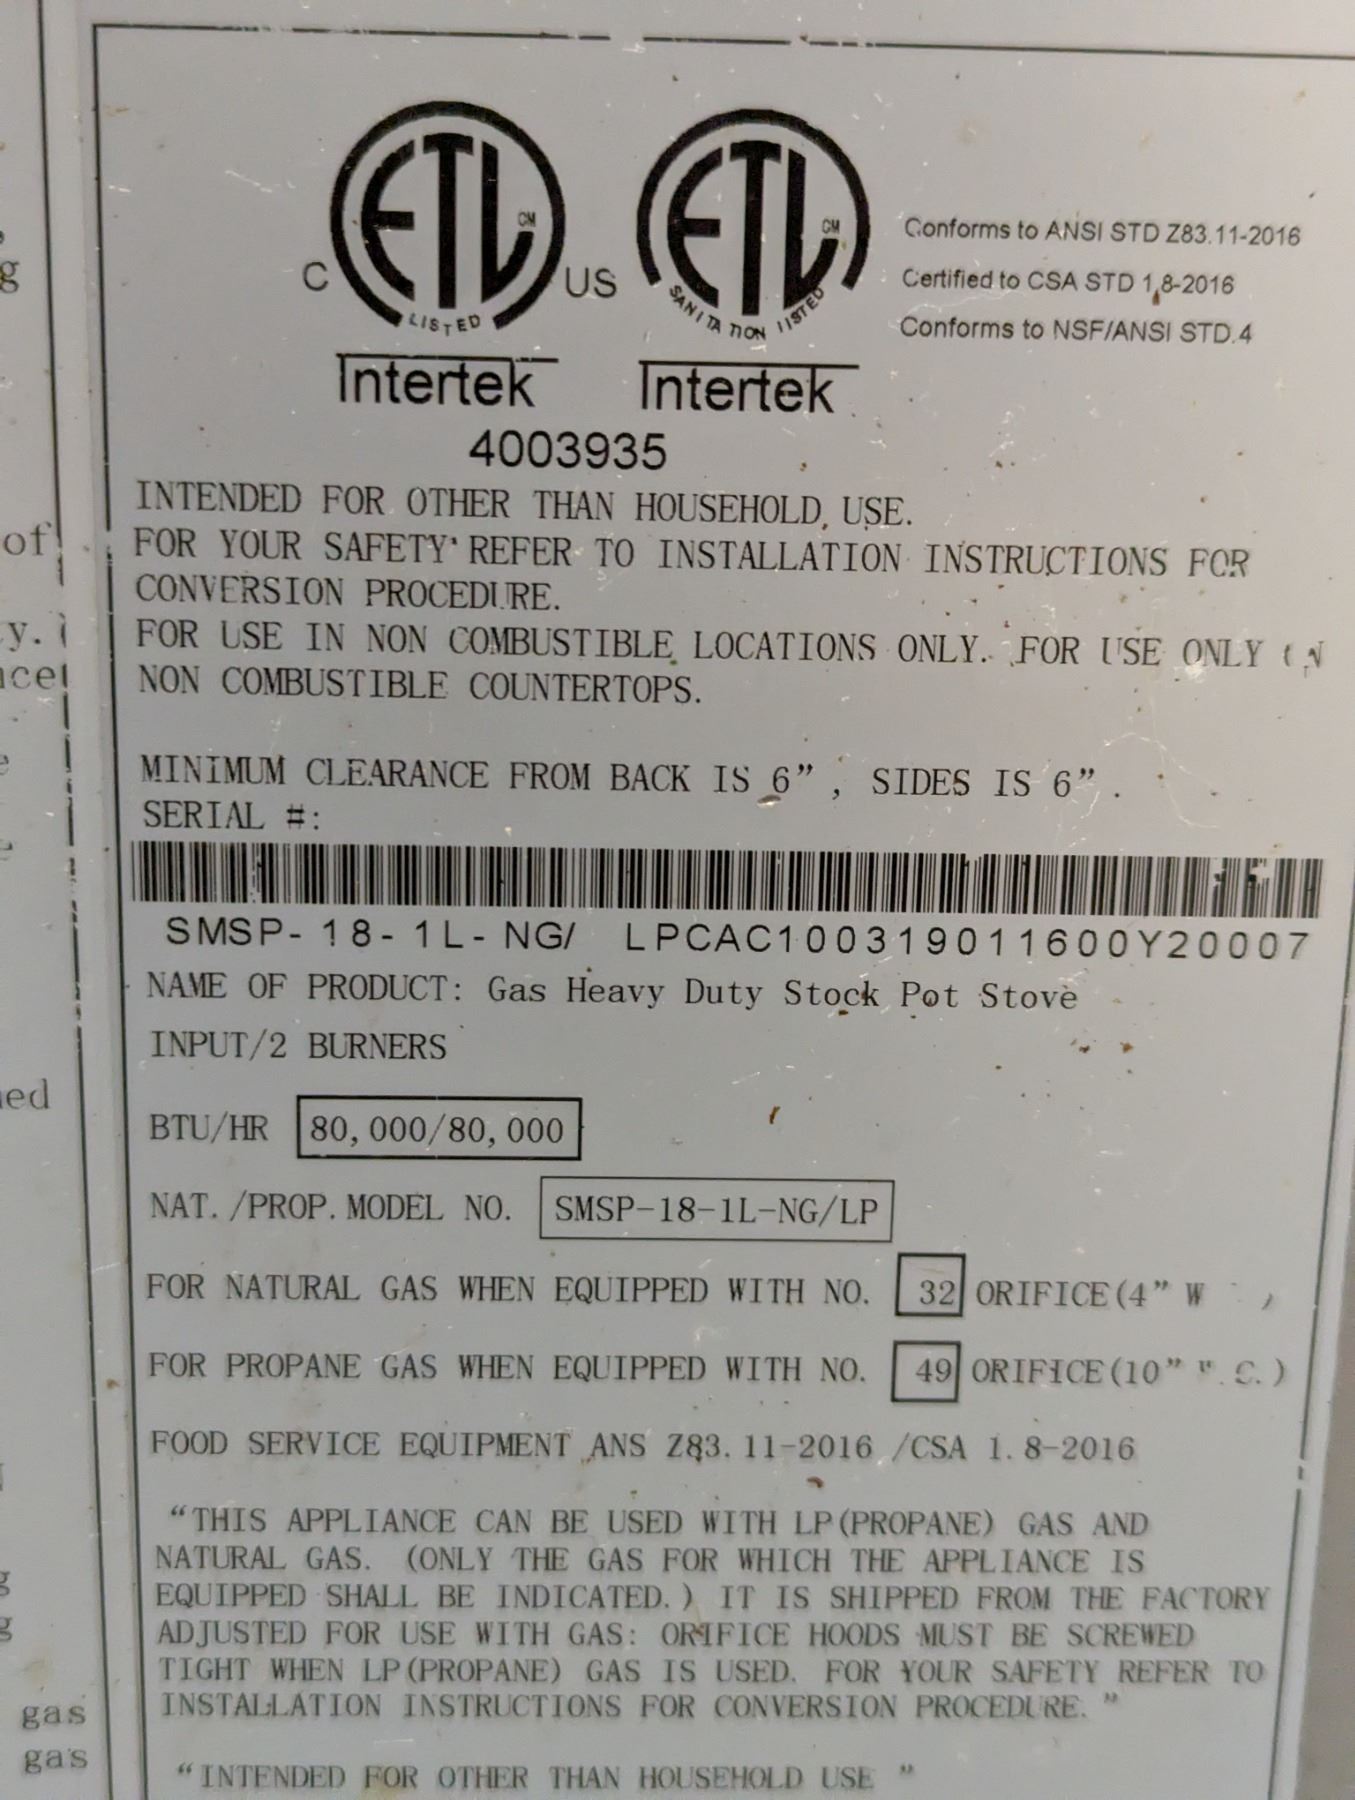 ETL CM
LISTED
C US
Intertek
ETL CM
SANITATION LISTED
Intertek
4003935
Conforms to ANSI STD Z83.11-2016
Certified to CSA STD 1.8-2016
Conforms to NSF/ANSI STD.4
INTENDED FOR OTHER THAN HOUSEHOLD USE.
FOR YOUR SAFETY REFER TO INSTALLATION INSTRUCTIONS FOR
CONVERSION PROCEDURE.
FOR USE IN NON COMBUSTIBLE LOCATIONS ONLY. FOR USE ONLY ON
NON COMBUSTIBLE COUNTERTOPS.
MINIMUM CLEARANCE FROM BACK IS 6”, SIDES IS 6”.
SERIAL #:
SMSP-18-1L-NG/ LPCAC100319011600Y20007
NAME OF PRODUCT: Gas Heavy Duty Stock Pot Stove
INPUT/2 BURNERS
BTU/HR 80,000/80,000
NAT./PROP.MODEL NO. SMSP-18-1L-NG/LP
FOR NATURAL GAS WHEN EQUIPPED WITH NO. 32 ORIFICE(4” W
FOR PROPANE GAS WHEN EQUIPPED WITH NO. 49 ORIFICE(10” W.C.)
FOOD SERVICE EQUIPMENT ANS Z83.11-2016 /CSA 1.8-2016
“THIS APPLIANCE CAN BE USED WITH LP(PROPANE) GAS AND
NATURAL GAS. (ONLY THE GAS FOR WHICH THE APPLIANCE IS
EQUIPPED SHALL BE INDICATED.) IT IS SHIPPED FROM THE FACTORY
ADJUSTED FOR USE WITH GAS: ORIFICE HOODS MUST BE SCREWED
TIGHT WHEN LP(PROPANE) GAS IS USED. FOR YOUR SAFETY REFER TO
INSTALLATION INSTRUCTIONS FOR CONVERSION PROCEDURE.”
“INTENDED FOR OTHER THAN HOUSEHOLD USE ”
of
gas
gas